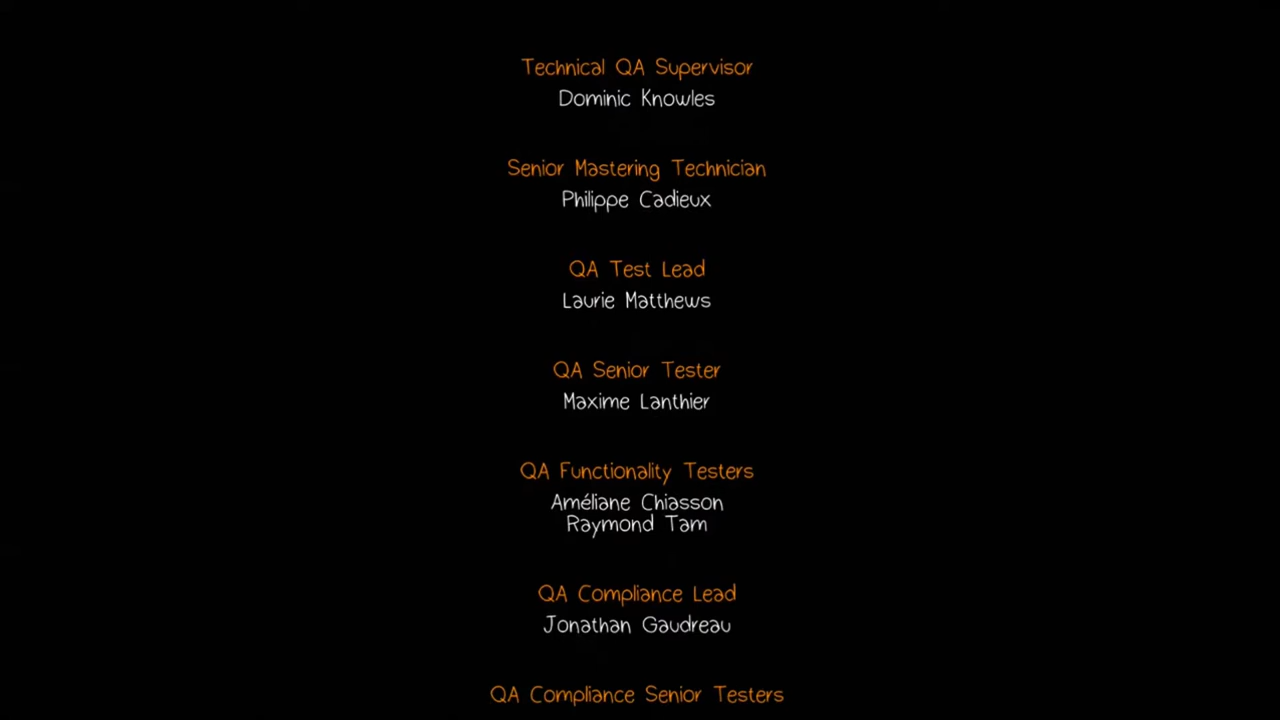 Technical QA Supervisor
Dominic Knowles
Senior Mastering Technician
Philippe Cadieux
QA Test Lead
Laurie Matthews
QA Senior Tester
Maxime Lanthier
QA Functionality Testers
Améliane Chiasson
Raymond Tam
QA Compliance Lead
Jonathan Gaudreau
QA Compliance Senior Testers